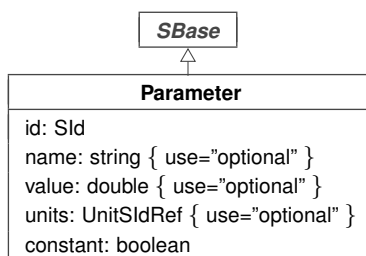 SBase
Parameter
id: SId
name: string { use="optional" }
value: double { use="optional" }
units: UnitSIdRef { use="optional" }
constant: boolean